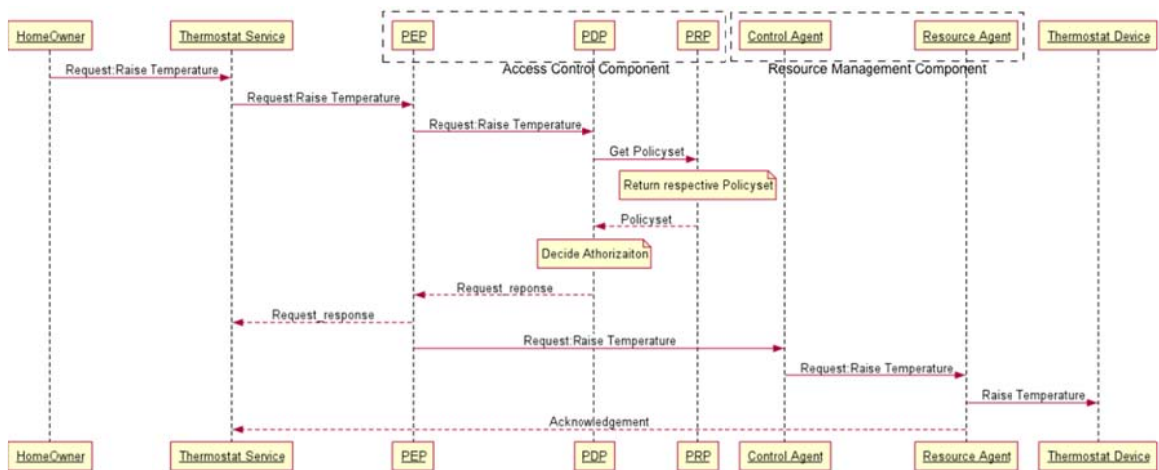 HomeOwner
Thermostat Service
PEP
PDP
PRP
Control Agent
Resource Agent
Thermostat Device
Access Control Component
Resource Management Component
Request:Raise Temperature
Request:Raise Temperature
Request:Raise Temperature
Get Policyset
Return respective Policyset
Policyset
Decide Athorizaiton
Request_reponse
Request_response
Request:Raise Temperature
Request:Raise Temperature
Raise Temperature
Acknowledgement
HomeOwner
Thermostat Service
PEP
PDP
PRP
Control Agent
Resource Agent
Thermostat Device